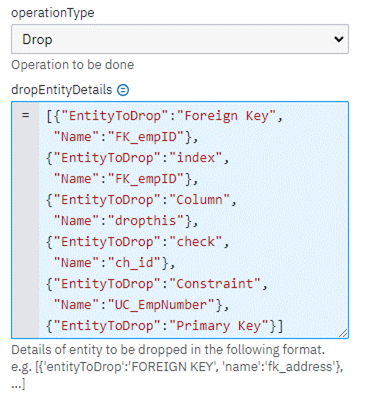 operationType
Drop
Operation to be done
dropEntityDetails
= [{"EntityToDrop":"Foreign Key",
"Name":"FK_empID"},
{"EntityToDrop":"index",
"Name":"FK_empID"},
{"EntityToDrop":"Column",
"Name":"dropthis"},
{"EntityToDrop":"check",
"Name":"ch_id"},
{"EntityToDrop":"Constraint",
"Name":"UC_EmpNumber"},
{"EntityToDrop":"Primary Key"}]
Details of entity to be dropped in the following format.
e.g. [{'entityToDrop':'FOREIGN KEY', 'name':'fk_address'},
...]